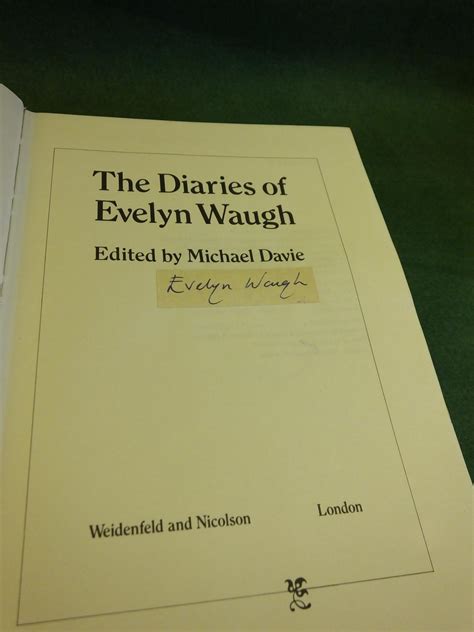 The Diaries of
Evelyn Waugh
Edited by Michael Davie
Evelyn Waugh
Weidenfeld and Nicolson London